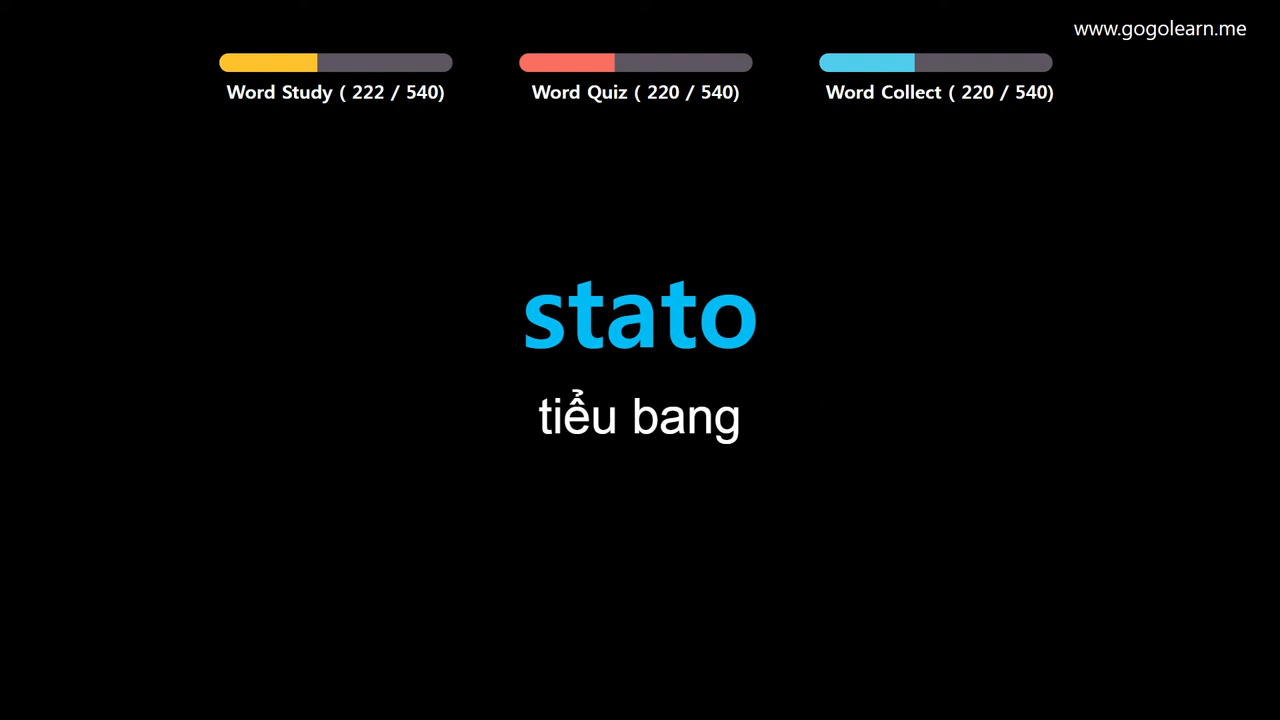 www.gogolearn.me
Word Study ( 222 / 540)
Word Quiz ( 220 / 540)
Word Collect ( 220 / 540)
stato
tiểu bang